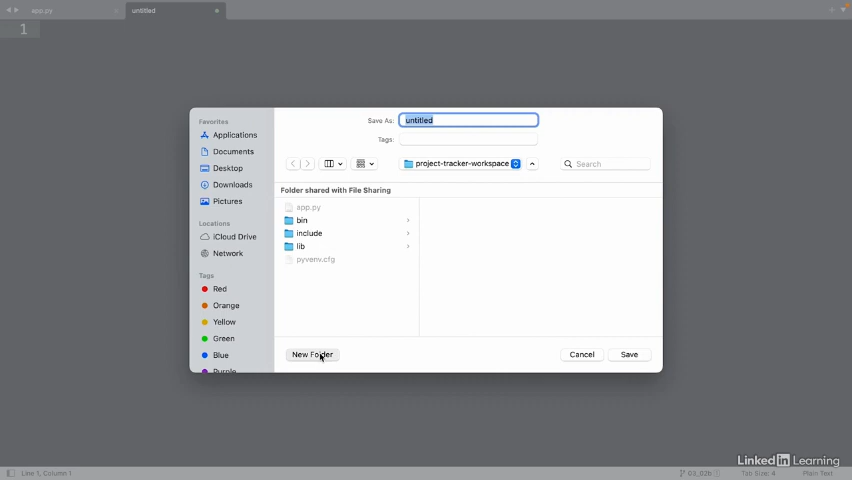 app.py
untitled
1
Save As: untitled
Tags:
project-tracker-workspace
Search
Folder shared with File Sharing
Favorites
Applications
Documents
Desktop
Downloads
Pictures
Locations
iCloud Drive
Network
Tags
Red
Orange
Yellow
Green
Blue
Purple
app.py
bin
include
lib
pyvenv.cfg
New Folder
Cancel
Save
LinkedIn Learning
Line 1, Column 1
03_02b
Tab Size: 4
Plain Text